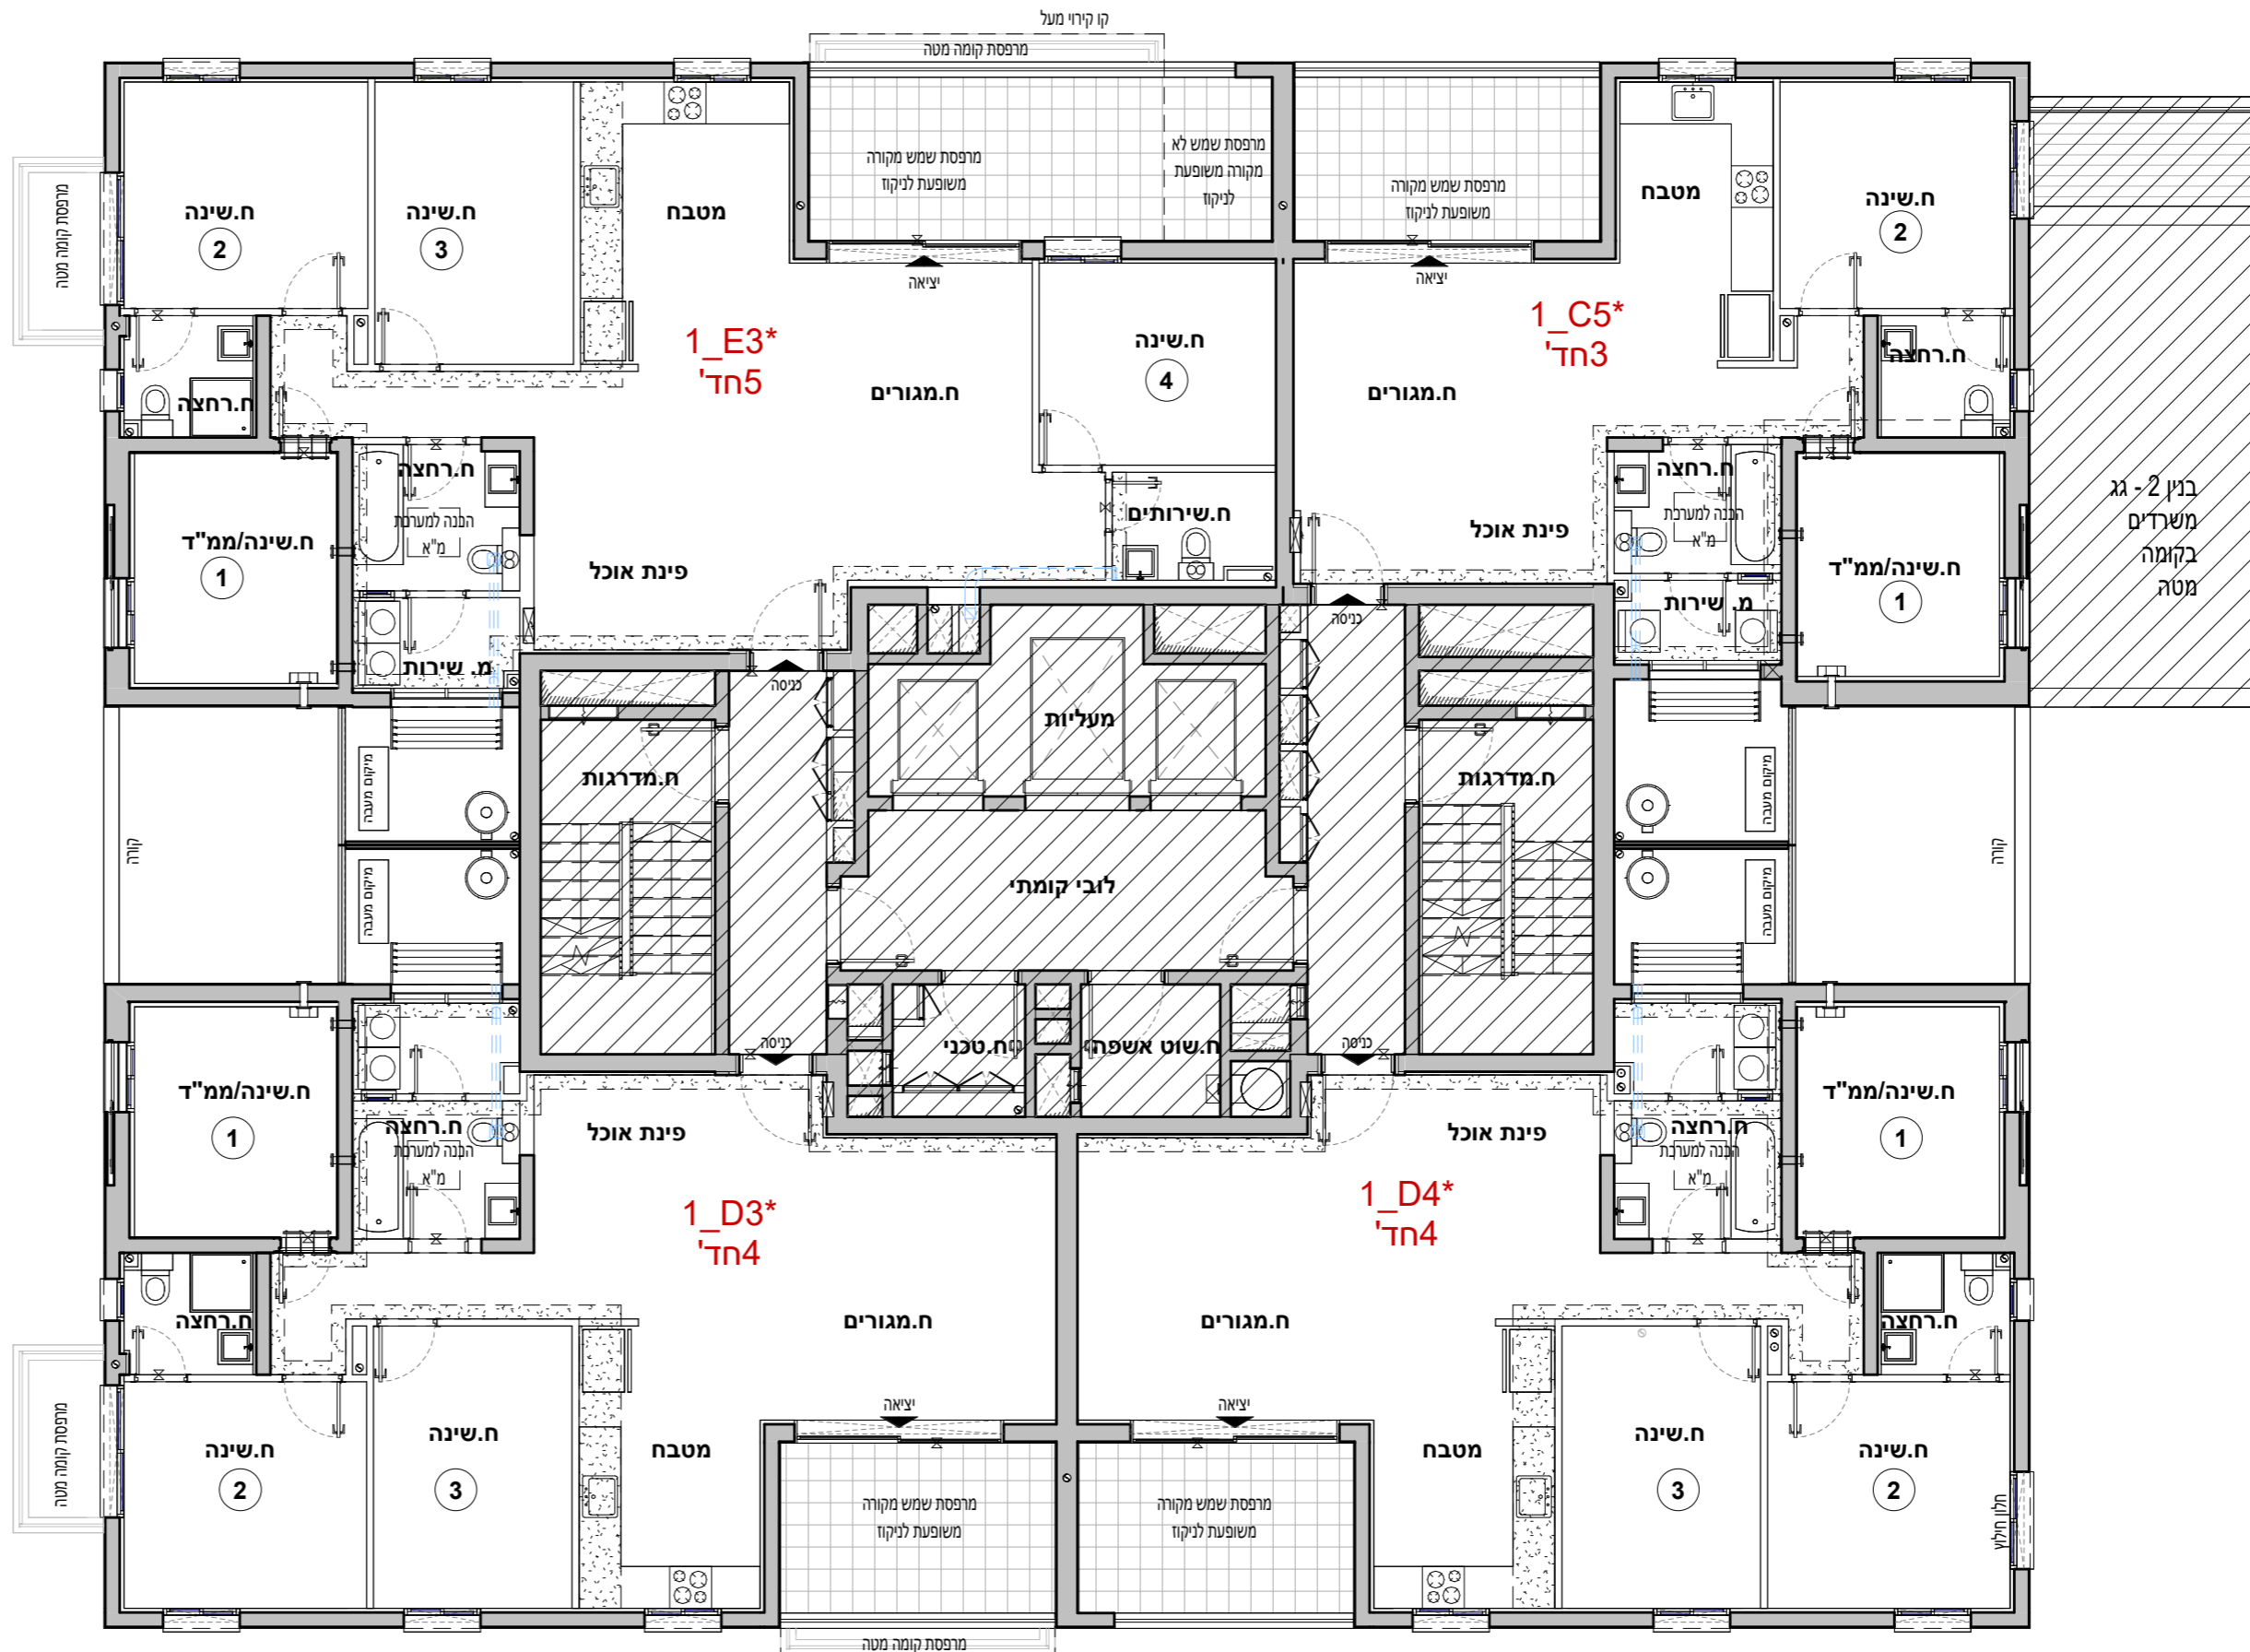 קו קירוי מעל
מרפסת קומה מטה
מרפסת שמש מקורה
משופעת לניקוז
מרפסת שמש לא
מקורה משופעת
לניקוז
מרפסת שמש מקורה
משופעת לניקוז
מרפסת קומה מטה
ח.שינה
2
ח.שינה
3
מטבח
יציאה
1_E3*
5חד'
ח.מגורים
ח.שינה
4
יציאה
1_C5*
3חד'
ח.מגורים
מטבח
ח.שינה
2
ח.רחצה
ח.רחצה
ח.רחצה
הכנה למערכת
מ"א
ח.שינה/ממ"ד
1
פינת אוכל
ח.שירותים
פינת אוכל
ח.רחצה
הכנה למערכת
מ"א
ח.שינה/ממ"ד
1
בנין 2 - גג
משרדים
בקומה
מטה
מ. שירות
מ. שירות
כניסה
כניסה
מעליות
ח.מדרגות
ח.מדרגות
מיקום מעבה
מיקום מעבה
קורה
קורה
מיקום מעבה
מיקום מעבה
לובי קומתי
ח.טכני
ח.שוט אשפה
כניסה
כניסה
ח.שינה/ממ"ד
1
ח.רחצה
הכנה למערכת
מ"א
פינת אוכל
פינת אוכל
ח.רחצה
הכנה למערכת
מ"א
ח.שינה/ממ"ד
1
1_D3*
4חד'
1_D4*
4חד'
ח.רחצה
ח.מגורים
ח.מגורים
ח.רחצה
יציאה
יציאה
מרפסת קומה מטה
ח.שינה
2
ח.שינה
3
מטבח
מרפסת שמש מקורה
משופעת לניקוז
מרפסת שמש מקורה
משופעת לניקוז
מטבח
ח.שינה
3
ח.שינה
2
חלון חילוץ
מרפסת קומה מטה